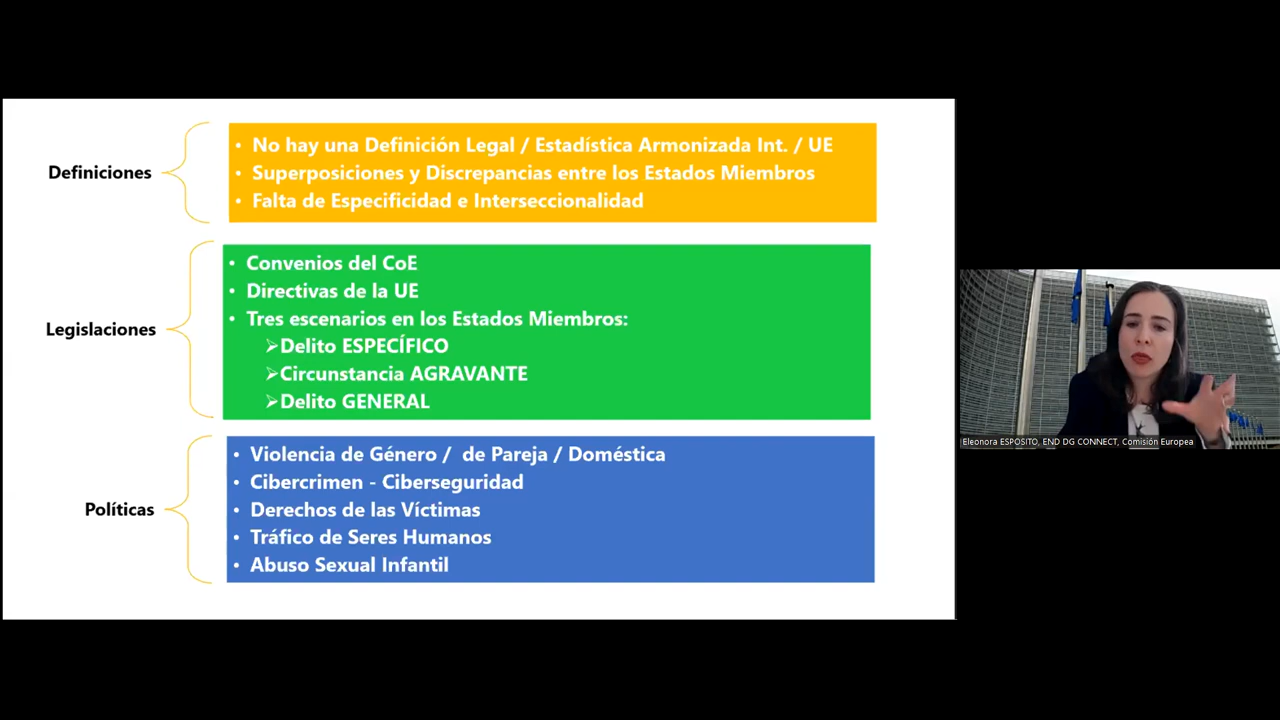 Definiciones
• No hay una Definición Legal / Estadística Armonizada Int. / UE
• Superposiciones y Discrepancias entre los Estados Miembros
• Falta de Especificidad e Interseccionalidad
Legislaciones
• Convenios del CoE
• Directivas de la UE
• Tres escenarios en los Estados Miembros:
➢Delito ESPECÍFICO
➢Circunstancia AGRAVANTE
➢Delito GENERAL
Políticas
• Violencia de Género / de Pareja / Doméstica
• Cibercrimen - Ciberseguridad
• Derechos de las Víctimas
• Tráfico de Seres Humanos
• Abuso Sexual Infantil
Eleonora ESPOSITO, END DG CONNECT, Comisión Europea